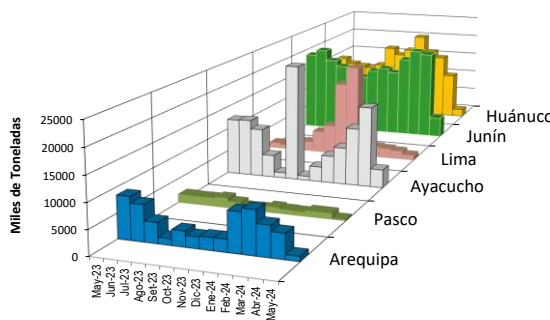 Miles de Toneladas
25000
20000
15000
10000
5000
0
May-23
Jun-23
Jul-23
Ago-23
Set-23
Oct-23
Nov-23
Dic-23
Ene-24
Feb-24
Mar-24
Abr-24
May-24
Huánuco
Junín
Lima
Ayacucho
Pasco
Arequipa